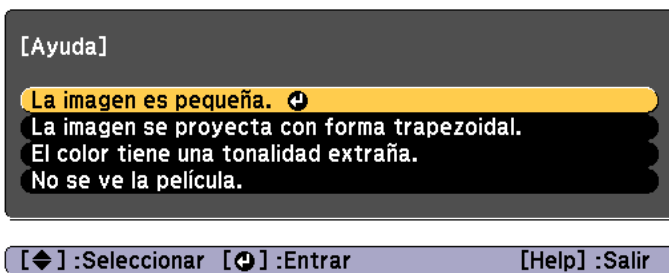 [Ayuda]
La imagen es pequeña.
La imagen se proyecta con forma trapezoidal.
El color tiene una tonalidad extraña.
No se ve la película.
[◆] :Seleccionar [⏎] :Entrar [Help] :Salir